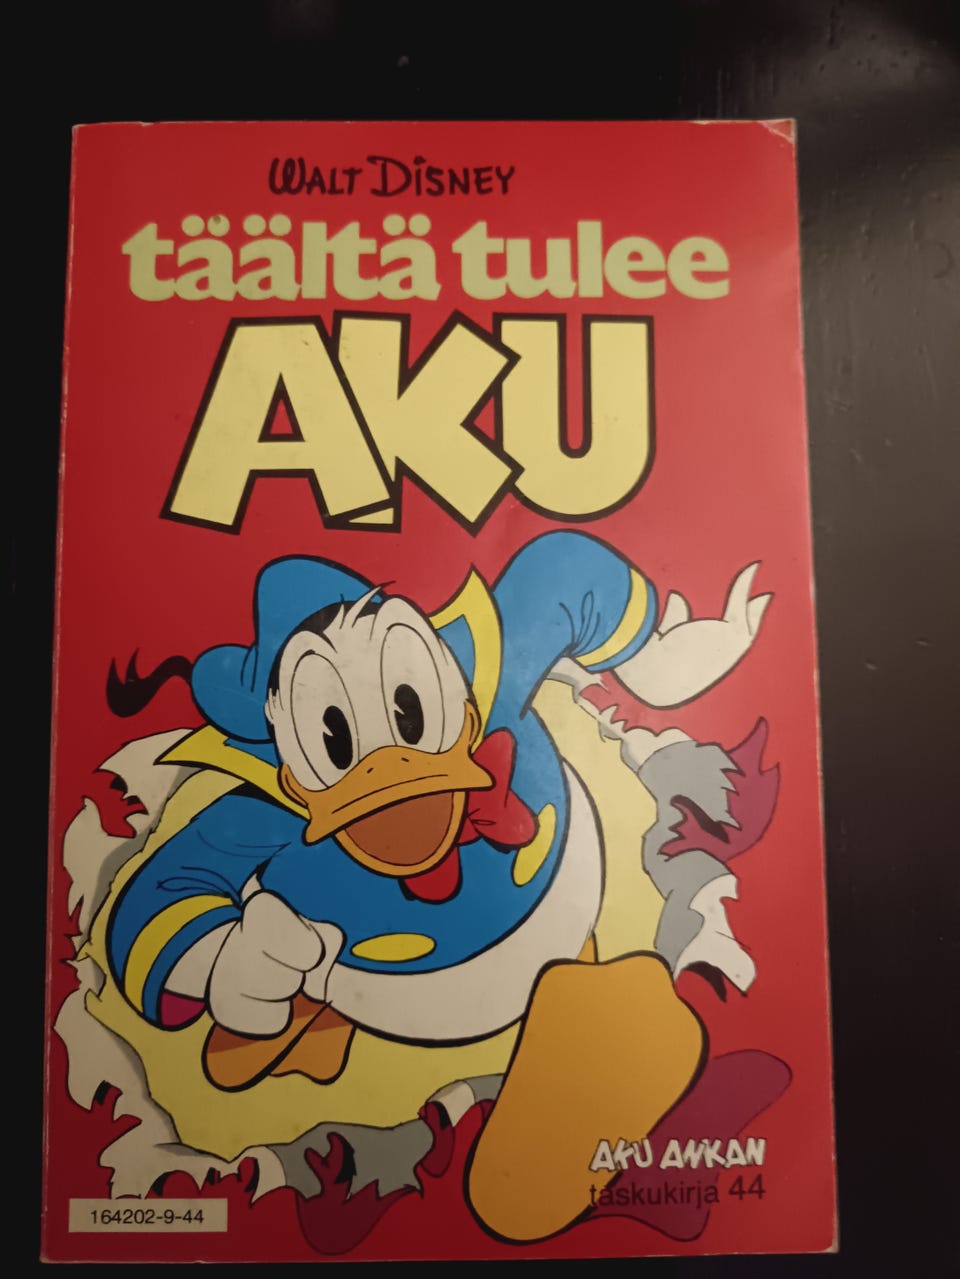 WALT DISNEY
täältä tulee
AKU
AKU ANKAN
taskukirja 44
164202-9-44